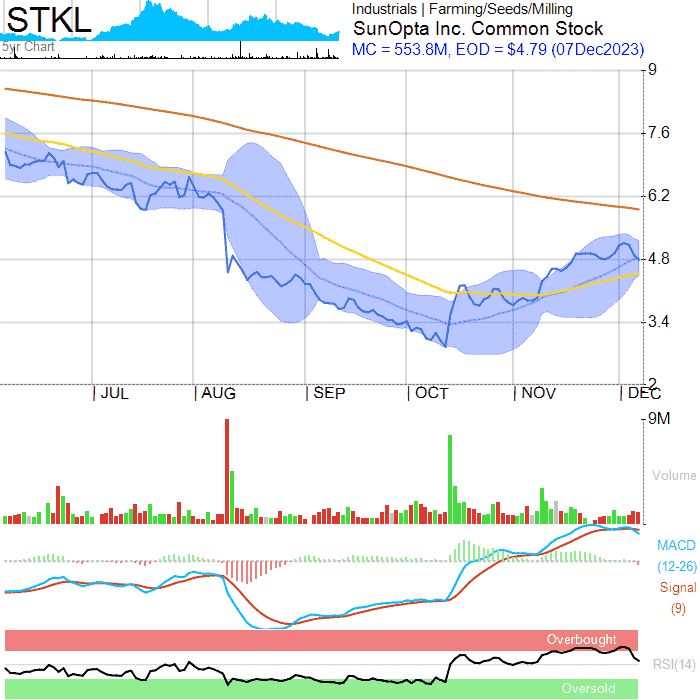 STKL
5yr Chart
Industrials | Farming/Seeds/Milling
SunOpta Inc. Common Stock
MC = 553.8M, EOD = $4.79 (07Dec2023)
9
7.6
6.2
4.8
3.4
2
| JUL | AUG | SEP | OCT | NOV | DEC
9M
Volume
MACD
(12-26)
Signal
(9)
Overbought
RSI(14)
Oversold